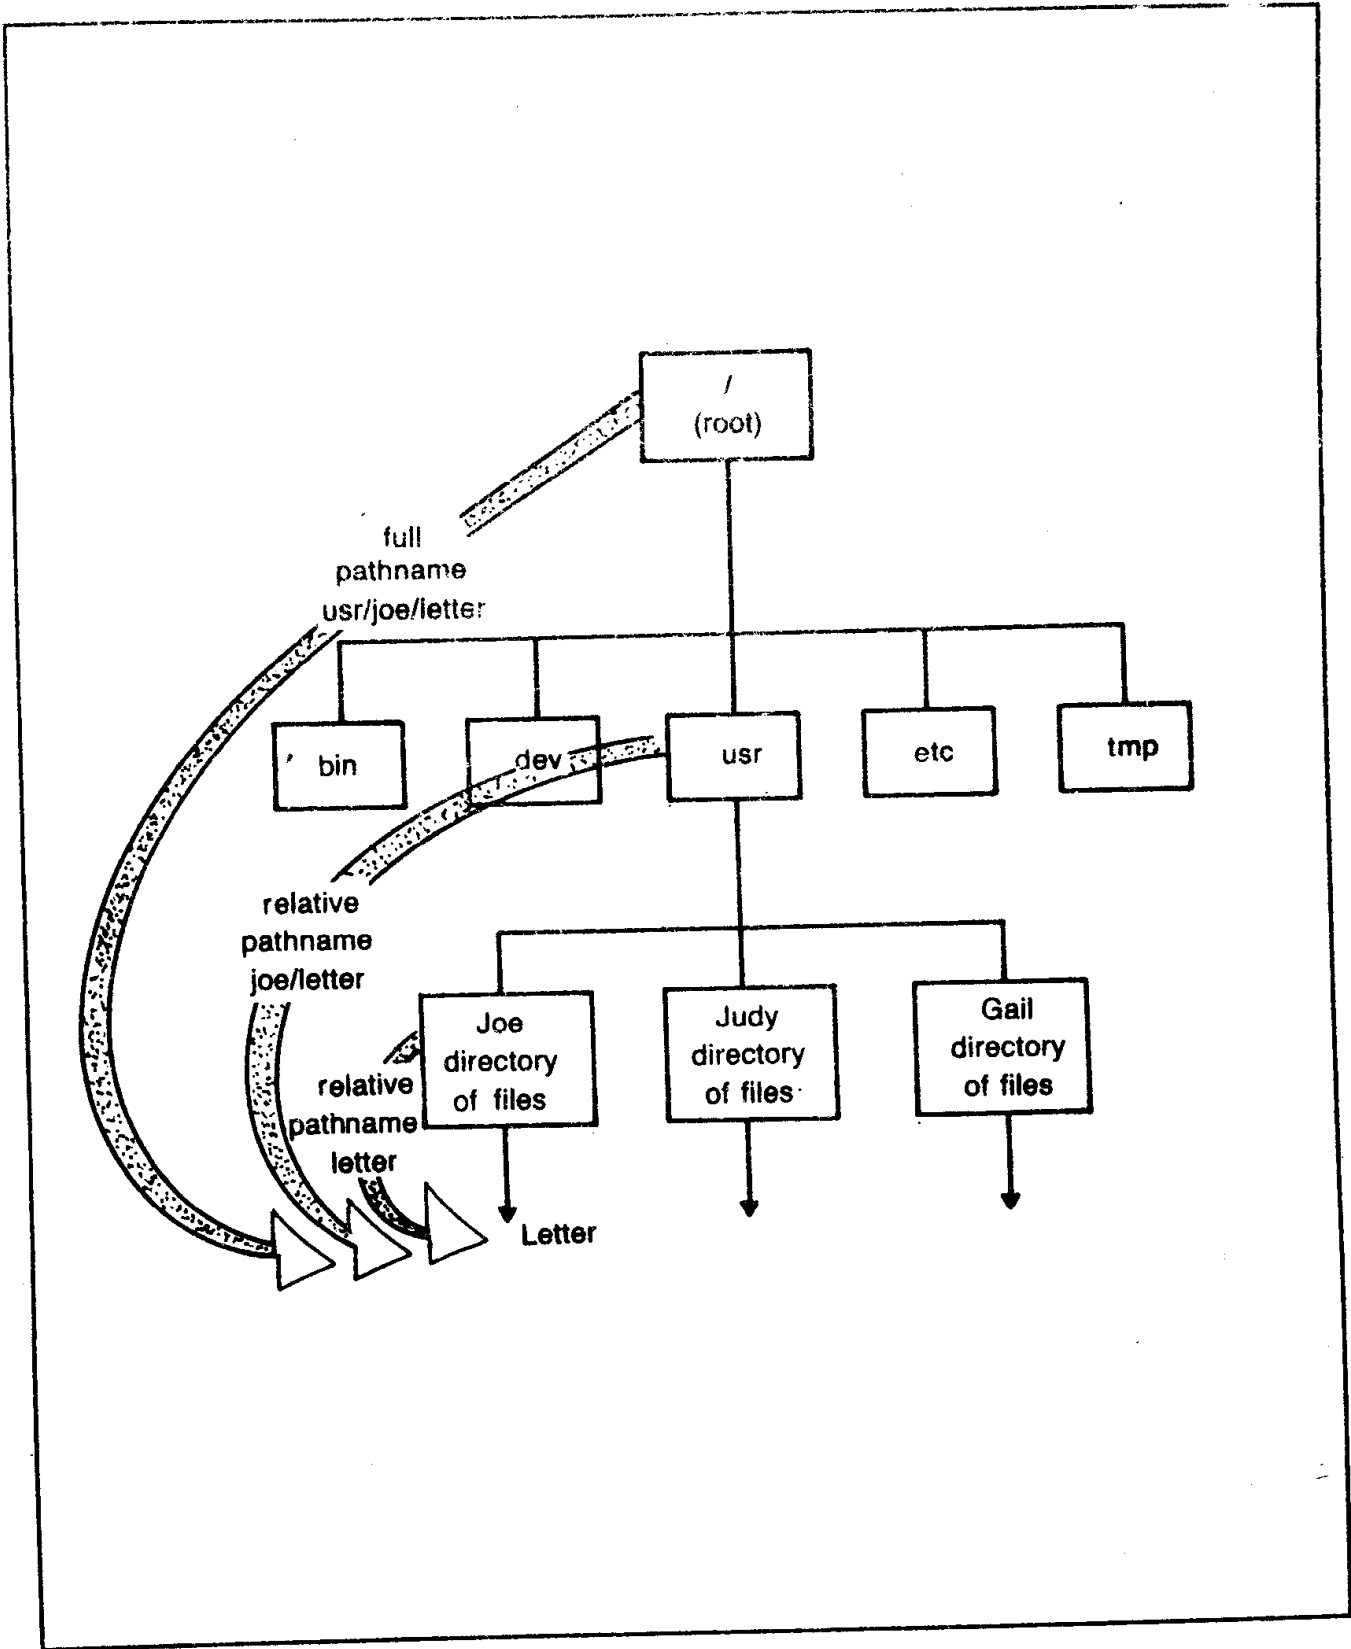 /
(root)
full
pathname
usr/joe/letter
bin
dev
usr
etc
tmp
relative
pathname
joe/letter
Joe
directory
of files
Judy
directory
of files
Gail
directory
of files
relative
pathname
letter
Letter